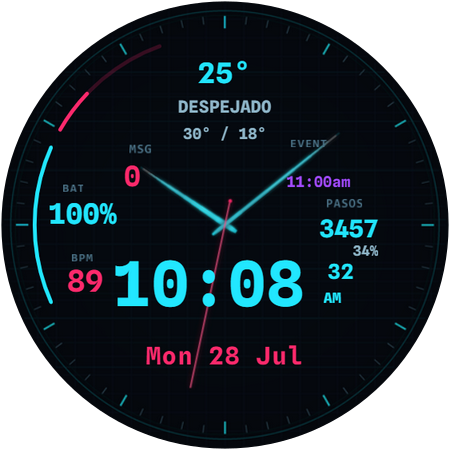 25°
DESPEJADO
30° / 18°
MSG
EVENT
0
11:00am
BAT
PASOS
100%
3457
34%
BPM
89
10:08
32
AM
Mon 28 Jul